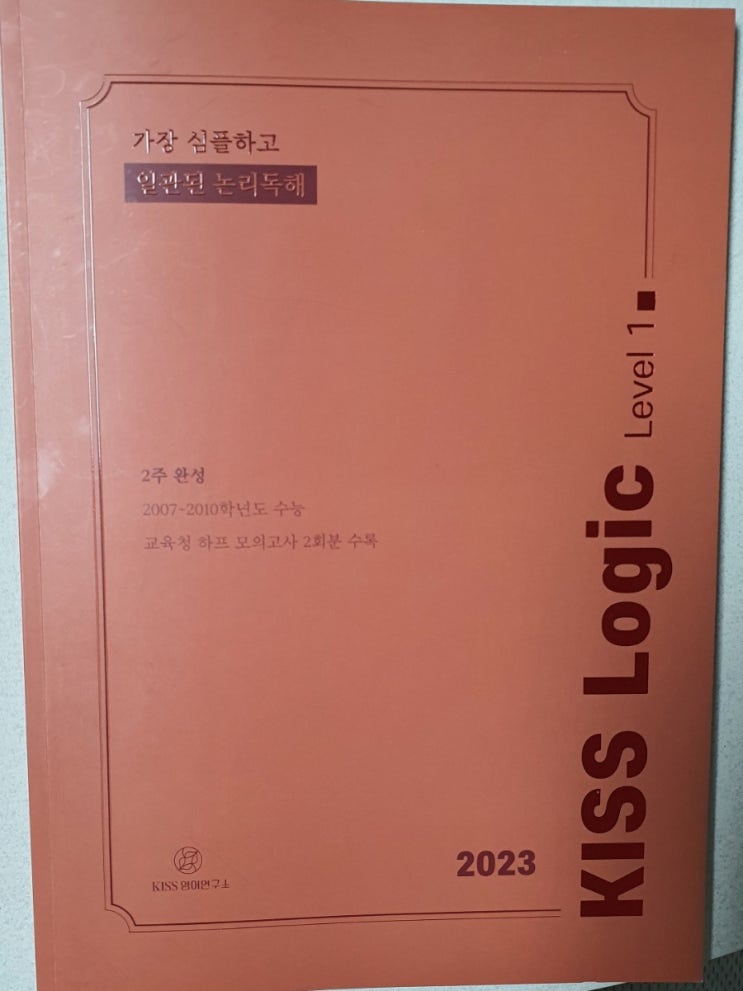 가장 심플하고
일관된 논리독해
2주 완성
2007~2010학년도 수능
교육청 하프 모의고사 2회분 수록
KISS Logic Level 1
2023
KISS 영어연구소